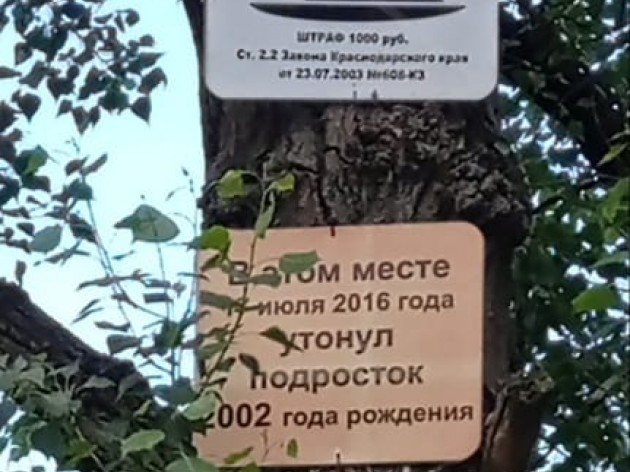 ШТРАФ 1000 руб.
Ст. 2.2 Закона Краснодарского края
от 23.07.2003 №608-КЗ
В этом месте
июля 2016 года
утонул
подросток
2002 года рождения